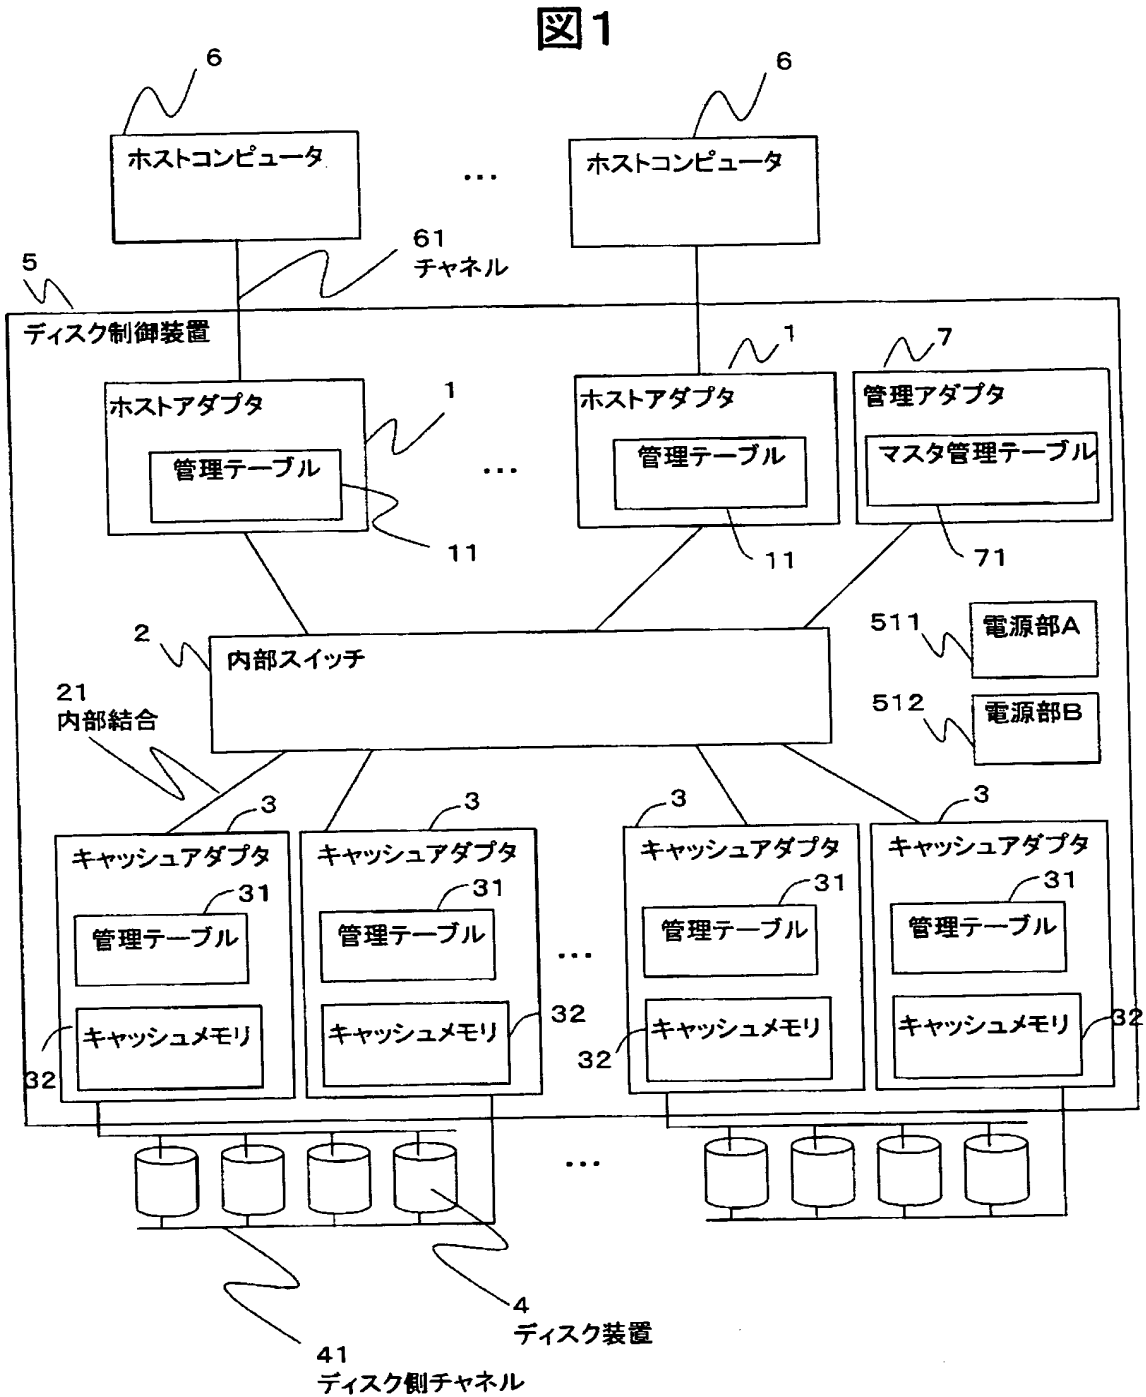 図1
6
6
ホストコンピュータ
...
ホストコンピュータ
61
チャネル
5
ディスク制御装置
1
7
ホストアダプタ
1
ホストアダプタ
管理アダプタ
管理テーブル
...
管理テーブル
マスタ管理テーブル
11
11
71
2
内部スイッチ
511
電源部A
21
内部結合
512
電源部B
3
3
3
3
キャッシュアダプタ
キャッシュアダプタ
キャッシュアダプタ
キャッシュアダプタ
31
31
31
31
管理テーブル
管理テーブル
...
管理テーブル
管理テーブル
キャッシュメモリ
キャッシュメモリ
キャッシュメモリ
キャッシュメモリ
32
32
32
32
...
4
ディスク装置
41
ディスク側チャネル